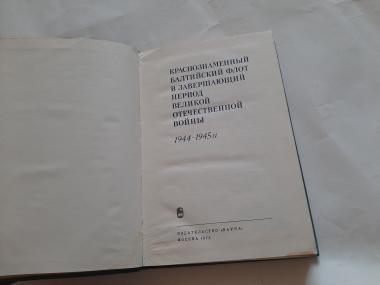 КРАСНОЗНАМЕННЫЙ
БАЛТИЙСКИЙ ФЛОТ
В ЗАВЕРШАЮЩИЙ
ПЕРИОД
ВЕЛИКОЙ
ОТЕЧЕСТВЕННОЙ
ВОЙНЫ
1944-1945 гг.
ИЗДАТЕЛЬСТВО «НАУКА»
МОСКВА